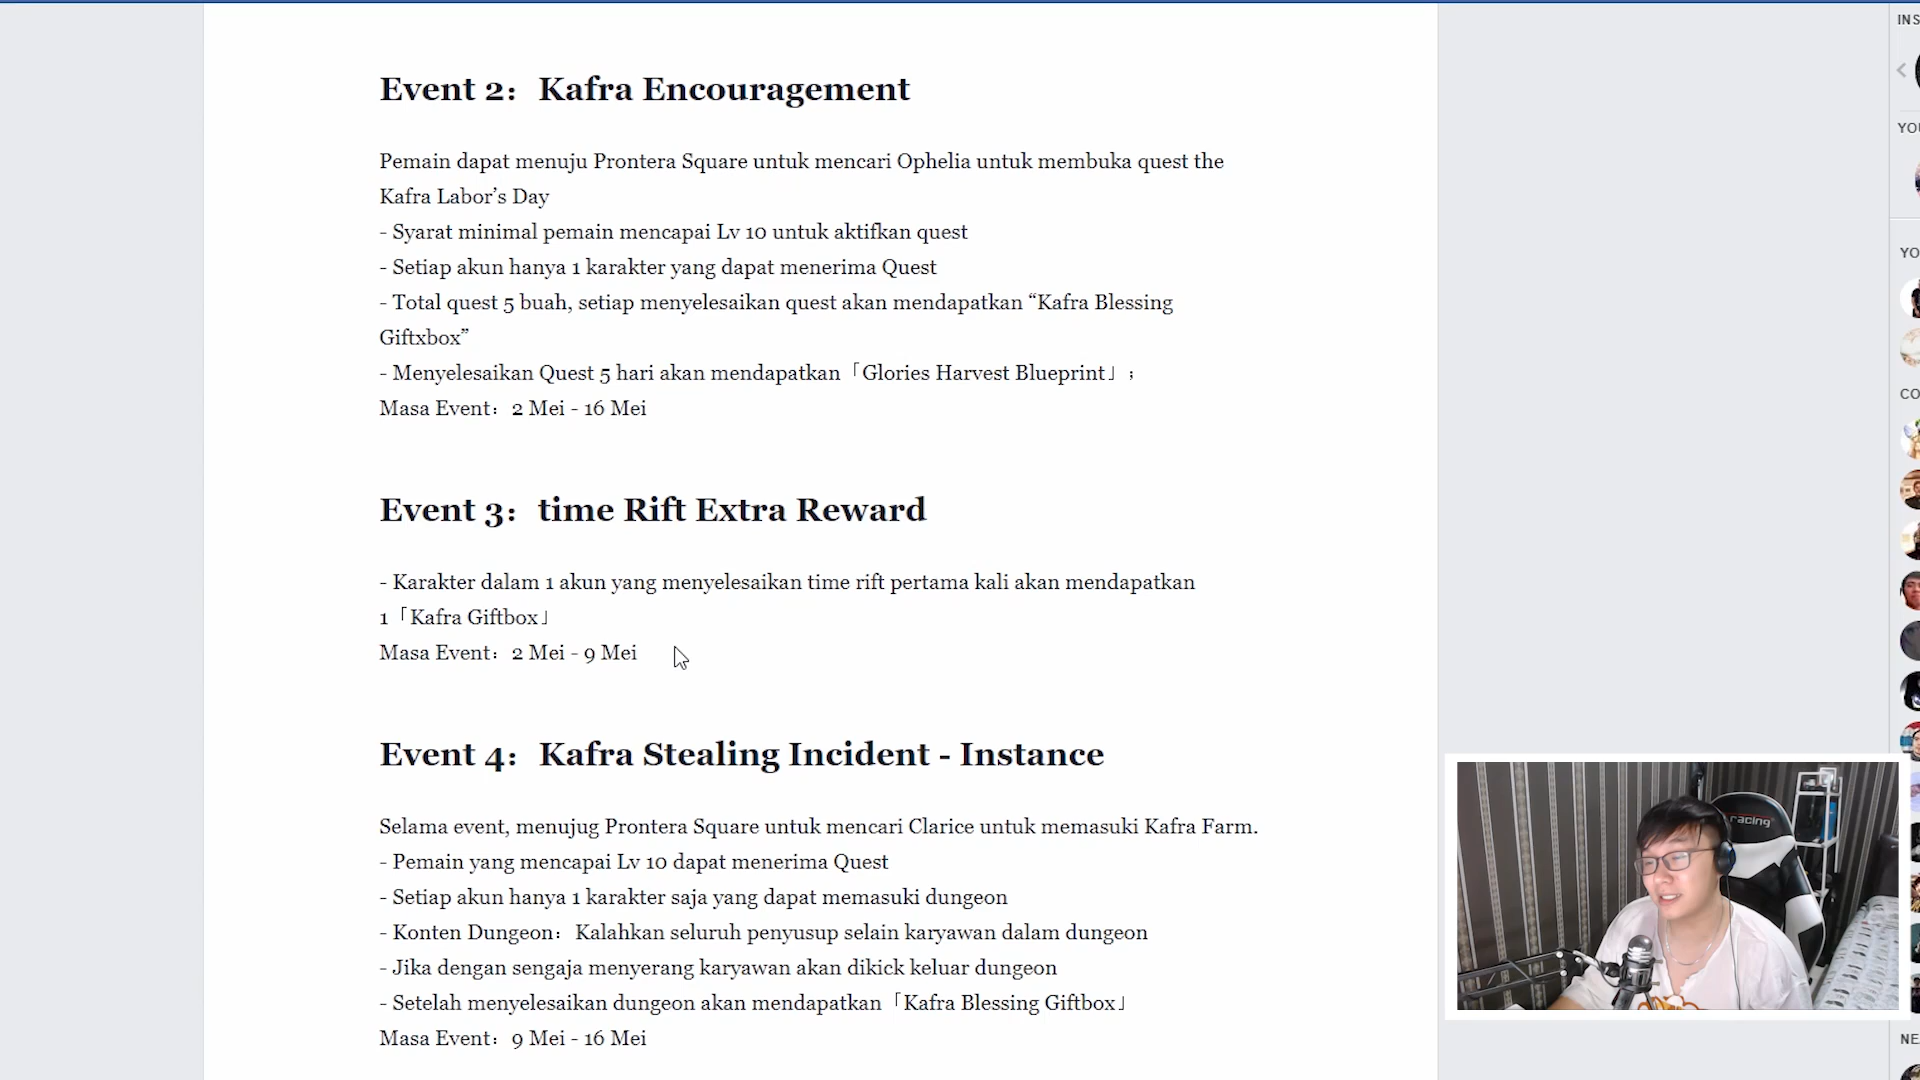 Event 2：Kafra Encouragement
Pemain dapat menuju Prontera Square untuk mencari Ophelia untuk membuka quest the
Kafra Labor’s Day
- Syarat minimal pemain mencapai Lv 10 untuk aktifkan quest
- Setiap akun hanya 1 karakter yang dapat menerima Quest
- Total quest 5 buah, setiap menyelesaikan quest akan mendapatkan “Kafra Blessing
Giftxbox”
- Menyelesaikan Quest 5 hari akan mendapatkan「Glories Harvest Blueprint」;
Masa Event：2 Mei - 16 Mei
Event 3：time Rift Extra Reward
- Karakter dalam 1 akun yang menyelesaikan time rift pertama kali akan mendapatkan
1「Kafra Giftbox」
Masa Event：2 Mei - 9 Mei
Event 4：Kafra Stealing Incident - Instance
Selama event, menujug Prontera Square untuk mencari Clarice untuk memasuki Kafra Farm.
- Pemain yang mencapai Lv 10 dapat menerima Quest
- Setiap akun hanya 1 karakter saja yang dapat memasuki dungeon
- Konten Dungeon：Kalahkan seluruh penyusup selain karyawan dalam dungeon
- Jika dengan sengaja menyerang karyawan akan dikick keluar dungeon
- Setelah menyelesaikan dungeon akan mendapatkan「Kafra Blessing Giftbox」
Masa Event：9 Mei - 16 Mei
INS
YOU
YO
CO
NE
racing